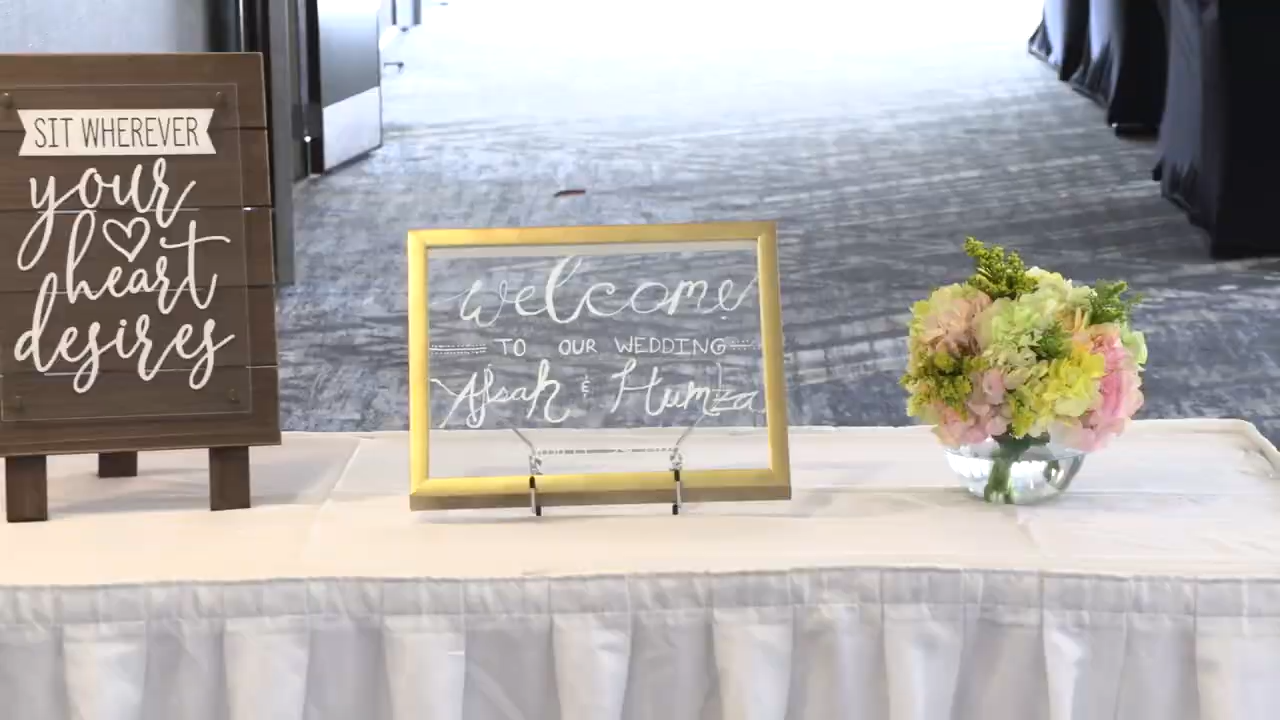 SIT WHEREVER
your
heart
desires
welcome
TO OUR WEDDING
Afsah & Humza